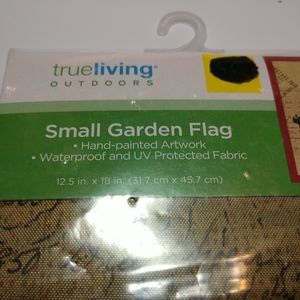 trueliving®
OUTDOORS
Small Garden Flag
• Hand-painted Artwork
• Waterproof and UV Protected Fabric
12.5 in. x 18 in. (31.7 cm x 45.7 cm)